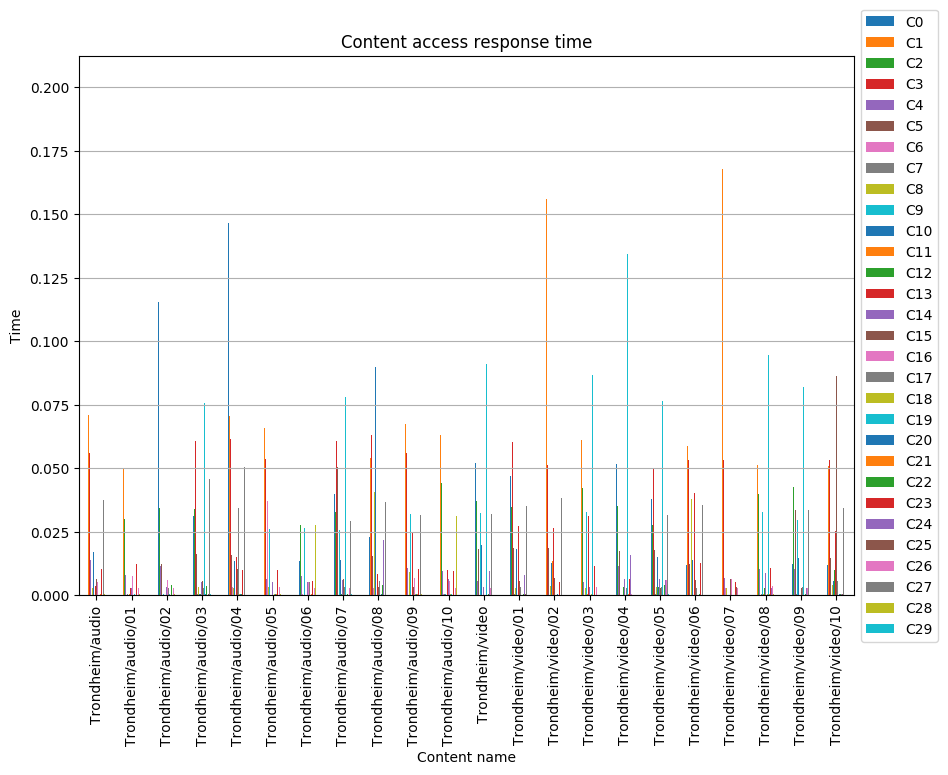 Content access response time
Time
0.200
0.175
0.150
0.125
0.100
0.075
0.050
0.025
0.000
Trondheim/audio
Trondheim/audio/01
Trondheim/audio/02
Trondheim/audio/03
Trondheim/audio/04
Trondheim/audio/05
Trondheim/audio/06
Trondheim/audio/07
Trondheim/audio/08
Trondheim/audio/09
Trondheim/audio/10
Trondheim/video
Trondheim/video/01
Trondheim/video/02
Trondheim/video/03
Trondheim/video/04
Trondheim/video/05
Trondheim/video/06
Trondheim/video/07
Trondheim/video/08
Trondheim/video/09
Trondheim/video/10
Content name
C0
C1
C2
C3
C4
C5
C6
C7
C8
C9
C10
C11
C12
C13
C14
C15
C16
C17
C18
C19
C20
C21
C22
C23
C24
C25
C26
C27
C28
C29